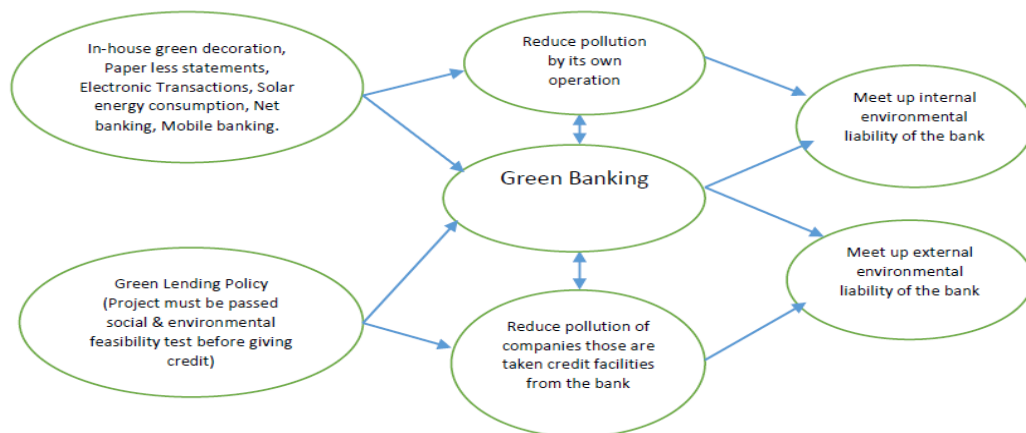 In-house green decoration,
Paper less statements,
Electronic Transactions, Solar
energy consumption, Net
banking, Mobile banking.
Reduce pollution
by its own
operation
Meet up internal
environmental
liability of the bank
Green Banking
Green Lending Policy
(Project must be passed
social & environmental
feasibility test before giving
credit)
Reduce pollution of
companies those are
taken credit facilities
from the bank
Meet up external
environmental
liability of the bank